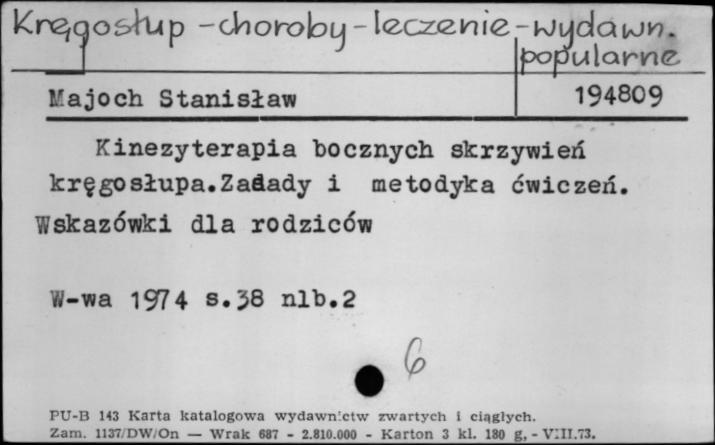 Kręgosłup - choroby - leczenie - wydawn.
popularne
Majoch Stanisław
194809
Kinezyterapia bocznych skrzywień
kręgosłupa.Zasady i metodyka ćwiczeń.
Wskazówki dla rodziców
W-wa 1974 s.38 nlb.2
6
PU-B 143 Karta katalogowa wydawnictw zwartych i ciągłych.
Zam. 1137/DW/On — Wrak 687 - 2.810.000 - Karton 3 kl. 180 g, - VIII.73.